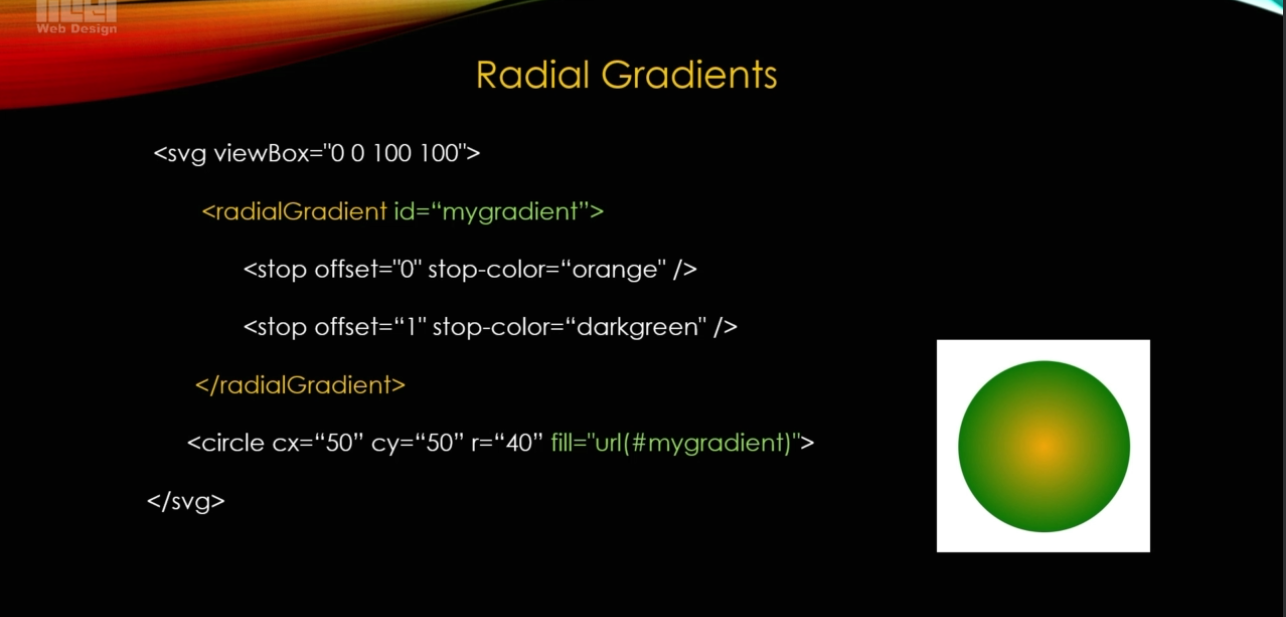 Web Design
Radial Gradients
<svg viewBox="0 0 100 100">
<radialGradient id=“mygradient”>
<stop offset="0" stop-color=“orange" />
<stop offset=“1" stop-color=“darkgreen" />
</radialGradient>
<circle cx=“50” cy=“50” r=“40” fill="url(#mygradient)">
</svg>